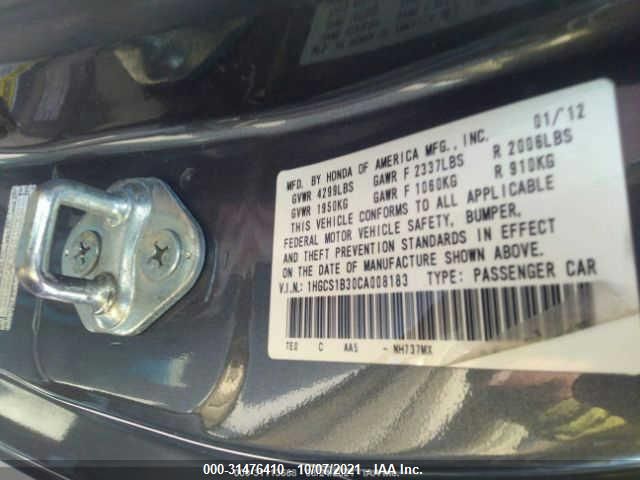 MFD. BY HONDA OF AMERICA MFG., INC. 01/12
GVWR 4299LBS GAWR F 2337LBS R 2006LBS
GVWR 1950KG GAWR F 1060KG R 910KG
THIS VEHICLE CONFORMS TO ALL APPLICABLE
FEDERAL MOTOR VEHICLE SAFETY, BUMPER,
AND THEFT PREVENTION STANDARDS IN EFFECT
ON THE DATE OF MANUFACTURE SHOWN ABOVE.
V.I.N.: 1HGCS1B30CA008183 TYPE: PASSENGER CAR
TE0 C AA5 - NH737MX
000-31476410 - 10/07/2021 - IAA Inc.